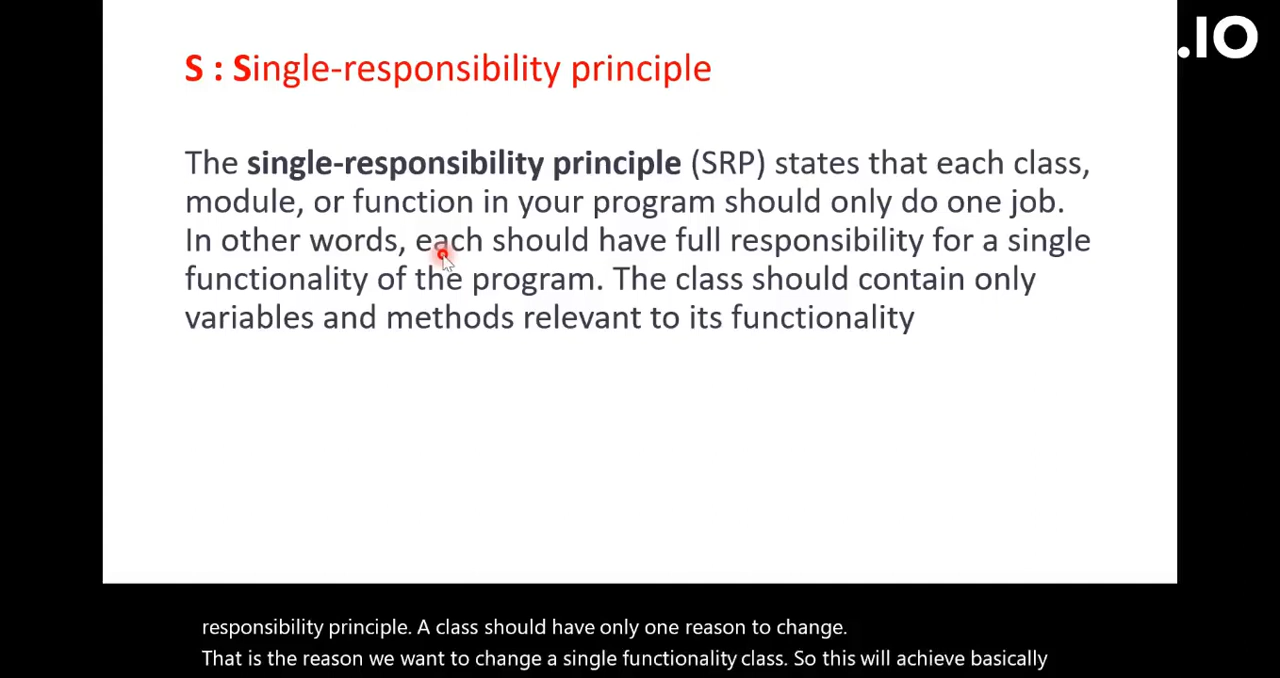 .IO
S : Single-responsibility principle
The single-responsibility principle (SRP) states that each class,
module, or function in your program should only do one job.
In other words, each should have full responsibility for a single
functionality of the program. The class should contain only
variables and methods relevant to its functionality
responsibility principle. A class should have only one reason to change.
That is the reason we want to change a single functionality class. So this will achieve basically